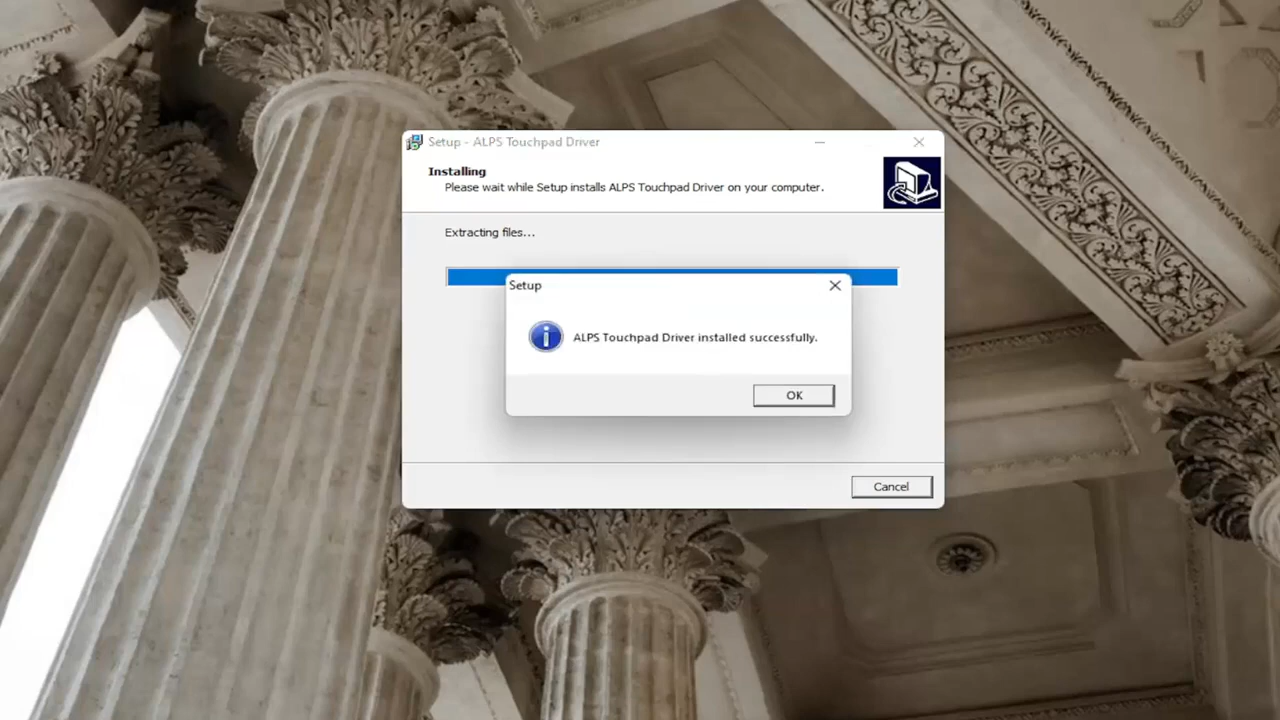 Setup - ALPS Touchpad Driver
Installing
Please wait while Setup installs ALPS Touchpad Driver on your computer.
Extracting files...
Setup
ALPS Touchpad Driver installed successfully.
OK
Cancel